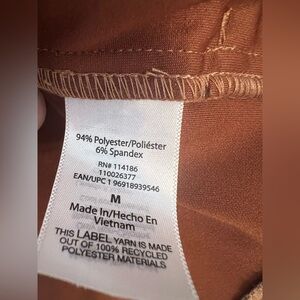 94% Polyester/Poliéster
6% Spandex
RN# 114186
110026377
EAN/UPC 1 96918939546
M
Made In/Hecho En
Vietnam
THIS LABEL YARN IS MADE
OUT OF 100% RECYCLED
POLYESTER MATERIALS